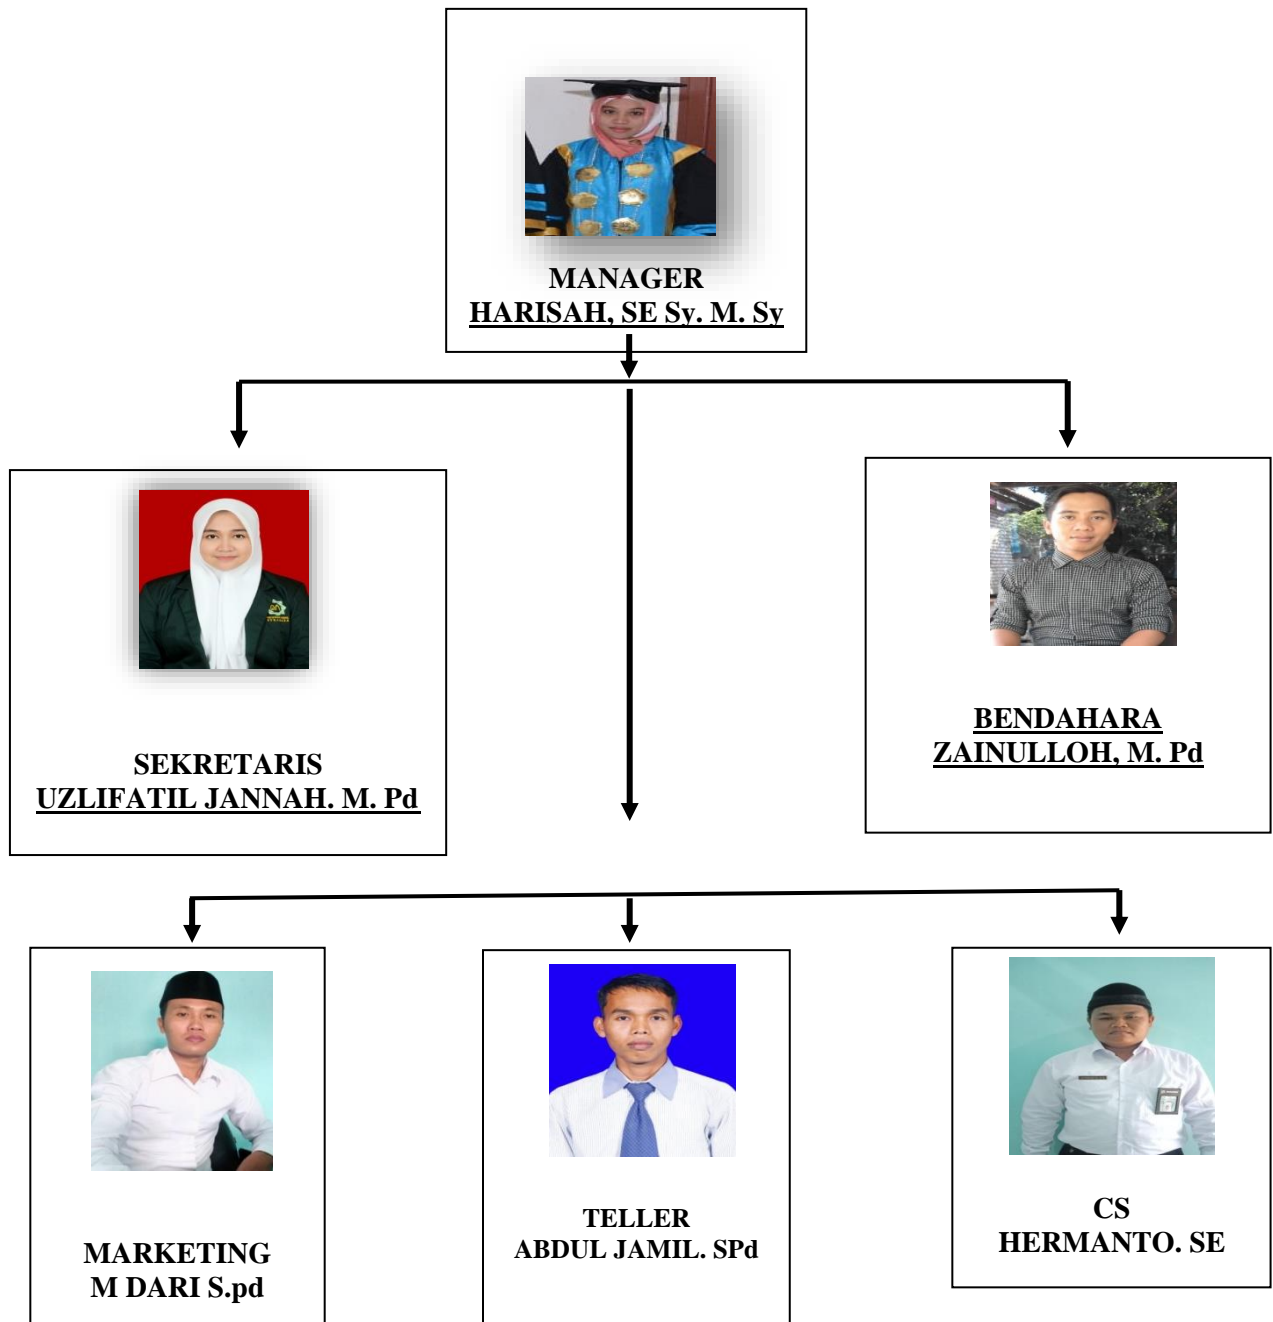 MANAGER
HARISAH, SE Sy. M. Sy
SEKRETARIS
UZLIFATIL JANNAH. M. Pd
BENDAHARA
ZAINULLOH, M. Pd
MARKETING
M DARI S.pd
TELLER
ABDUL JAMIL. SPd
CS
HERMANTO. SE